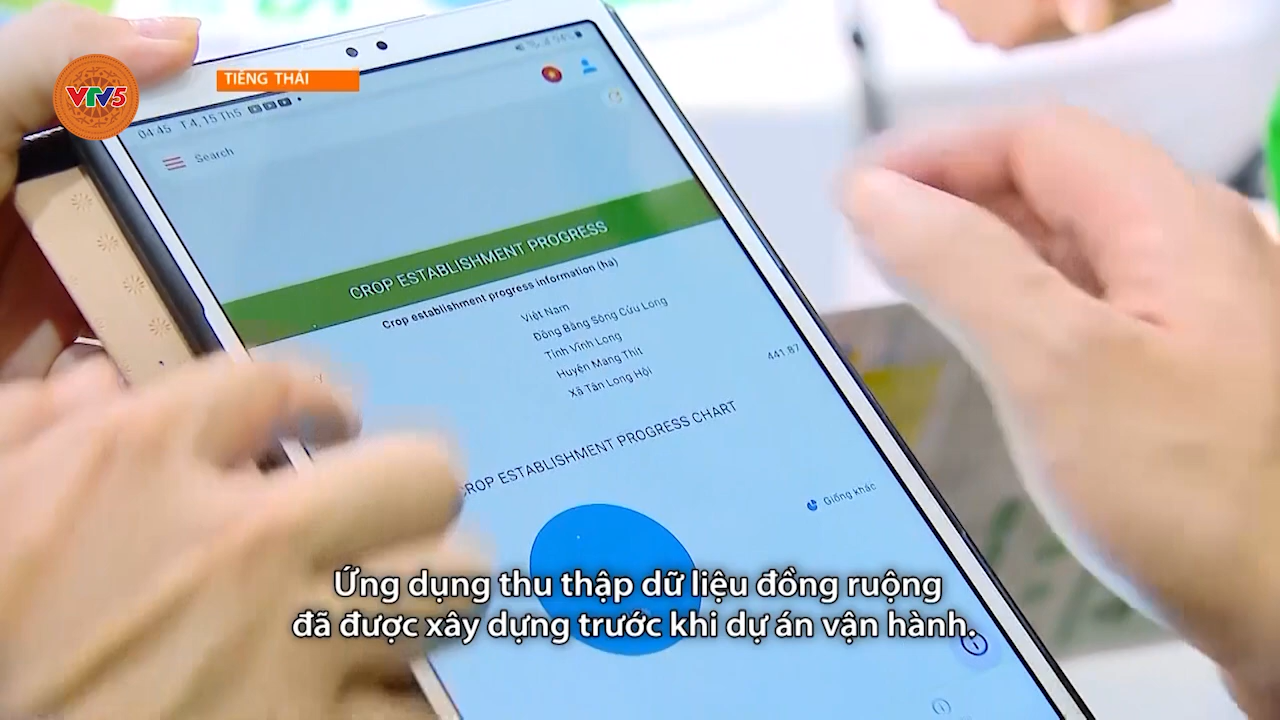 VTV5
TIẾNG THÁI
04:45 T4, 15 Th5
94%
Search
CROP ESTABLISHMENT PROGRESS
Crop establishment progress information (ha)
Việt Nam
Đồng Bằng Sông Cửu Long
Tỉnh Vĩnh Long
Huyện Mang Thít
441.87
Xã Tân Long Hội
CROP ESTABLISHMENT PROGRESS CHART
Giống khác
Ứng dụng thu thập dữ liệu đồng ruộng
đã được xây dựng trước khi dự án vận hành.